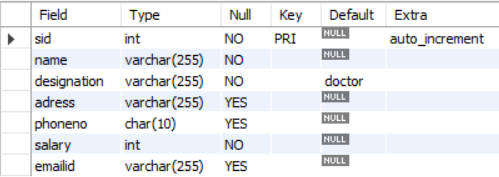 Field Type Null Key Default Extra
sid int NO PRI NULL auto_increment
name varchar(255) NO NULL
designation varchar(255) NO doctor
adress varchar(255) YES NULL
phoneno char(10) YES NULL
salary int NO NULL
emailid varchar(255) YES NULL